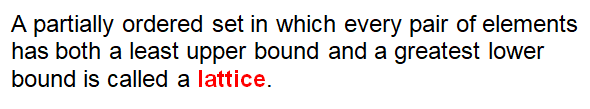 A partially ordered set in which every pair of elements
has both a least upper bound and a greatest lower
bound is called a lattice.